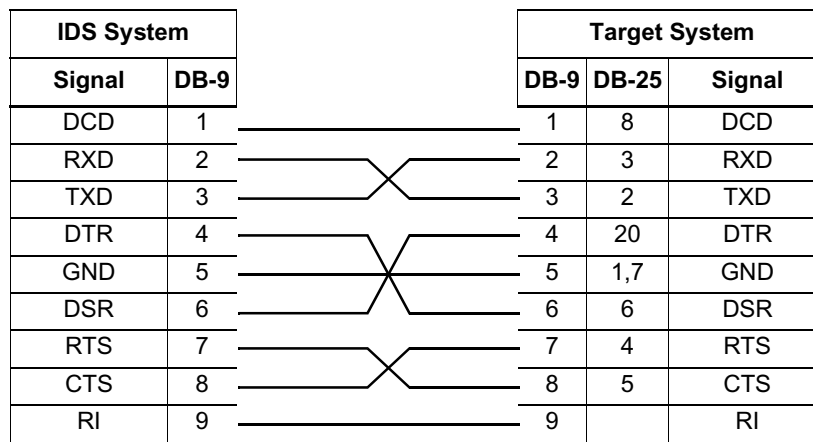 IDS System Target System
Signal DB-9 DB-9 DB-25 Signal
DCD 1 1 8 DCD
RXD 2 2 3 RXD
TXD 3 3 2 TXD
DTR 4 4 20 DTR
GND 5 5 1,7 GND
DSR 6 6 6 DSR
RTS 7 7 4 RTS
CTS 8 8 5 CTS
RI 9 9 RI